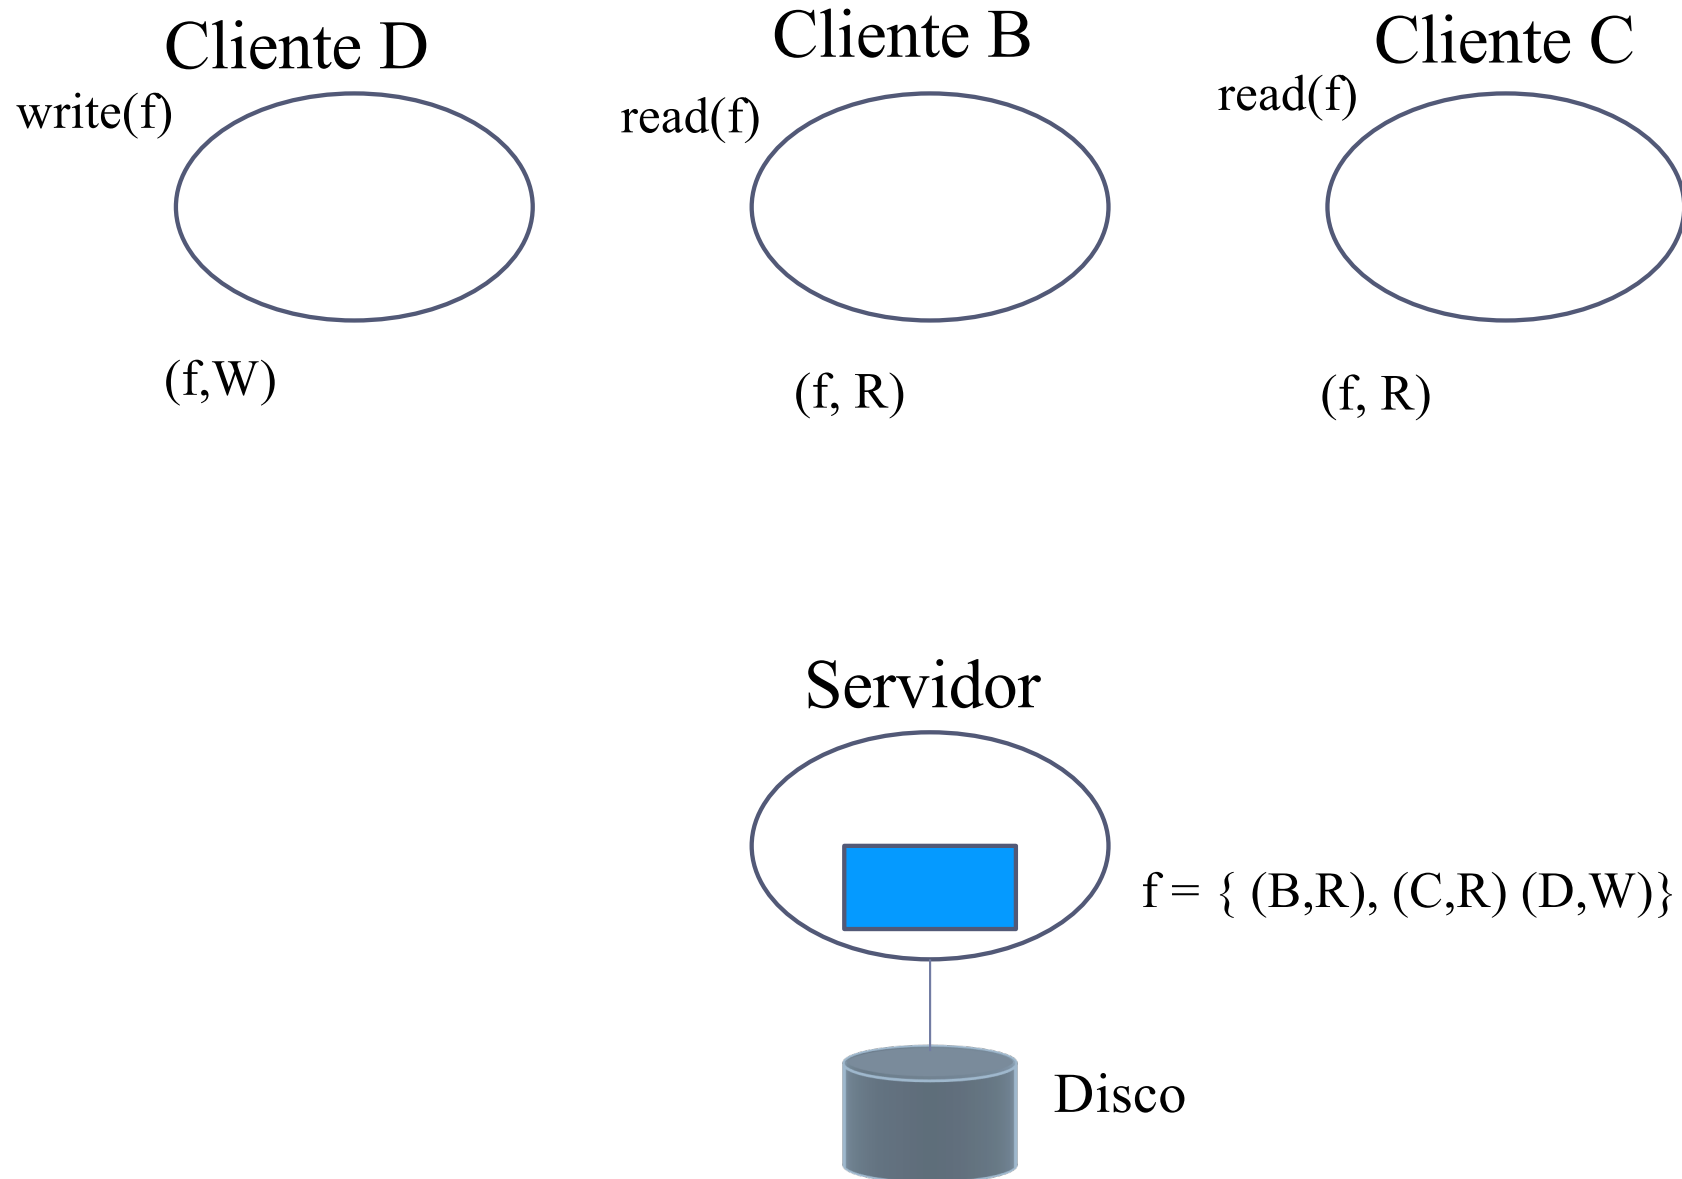 Cliente D
Cliente B
Cliente C
write(f)
read(f)
read(f)
(f,W)
(f, R)
(f, R)
Servidor
f = { (B,R), (C,R) (D,W)}
Disco